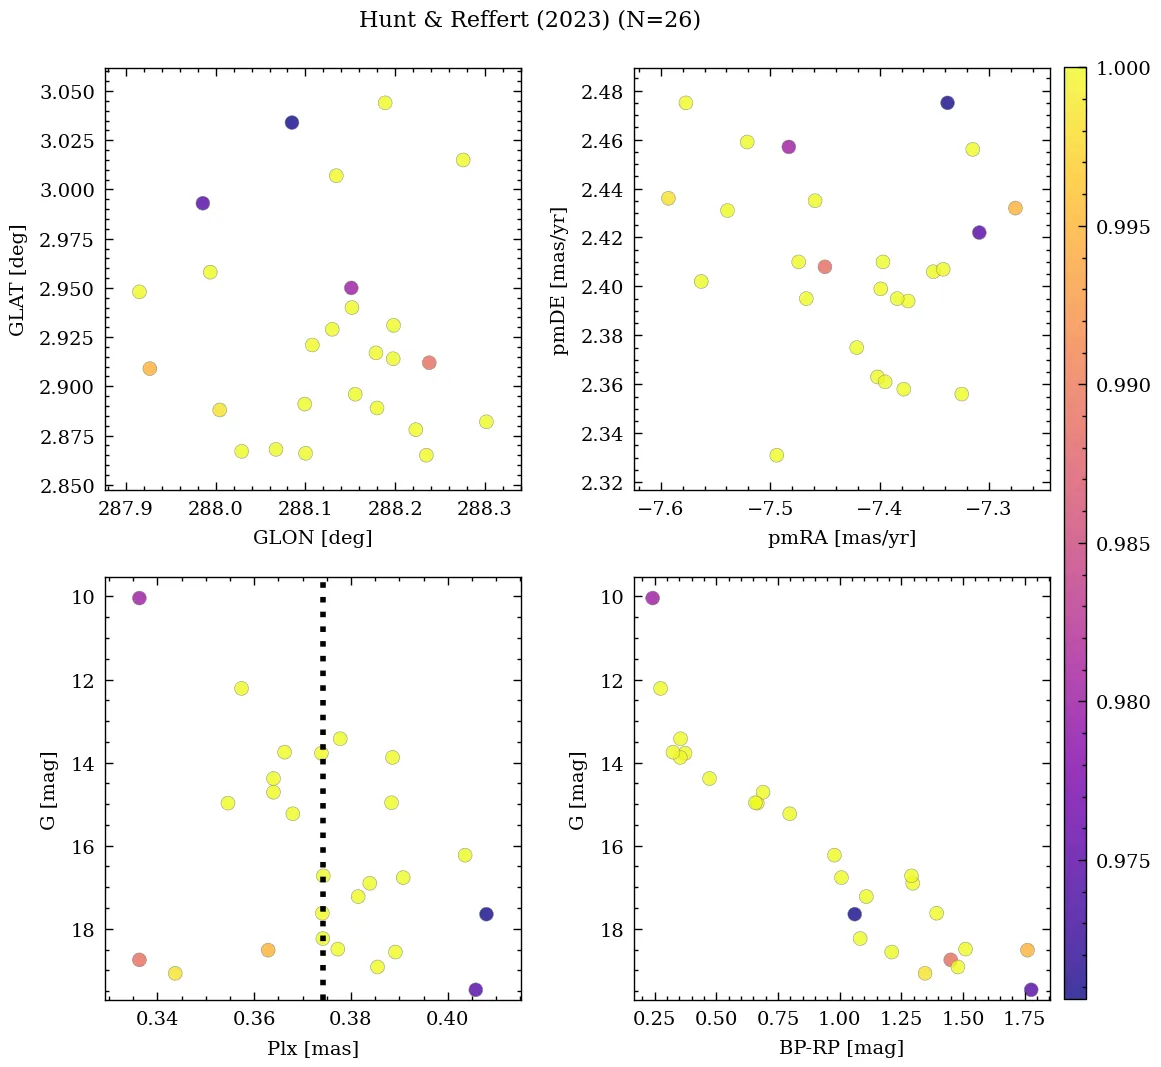 Hunt & Reffert (2023) (N=26)
3.050
3.025
3.000
2.975
2.950
2.925
2.900
2.875
2.850
GLAT [deg]
287.9 288.0 288.1 288.2 288.3
GLON [deg]
2.48
2.46
2.44
2.42
2.40
2.38
2.36
2.34
2.32
pmDE [mas/yr]
−7.6 −7.5 −7.4 −7.3
pmRA [mas/yr]
10
12
14
16
18
G [mag]
0.34 0.36 0.38 0.40
Plx [mas]
10
12
14
16
18
G [mag]
0.25 0.50 0.75 1.00 1.25 1.50 1.75
BP-RP [mag]
1.000
0.995
0.990
0.985
0.980
0.975